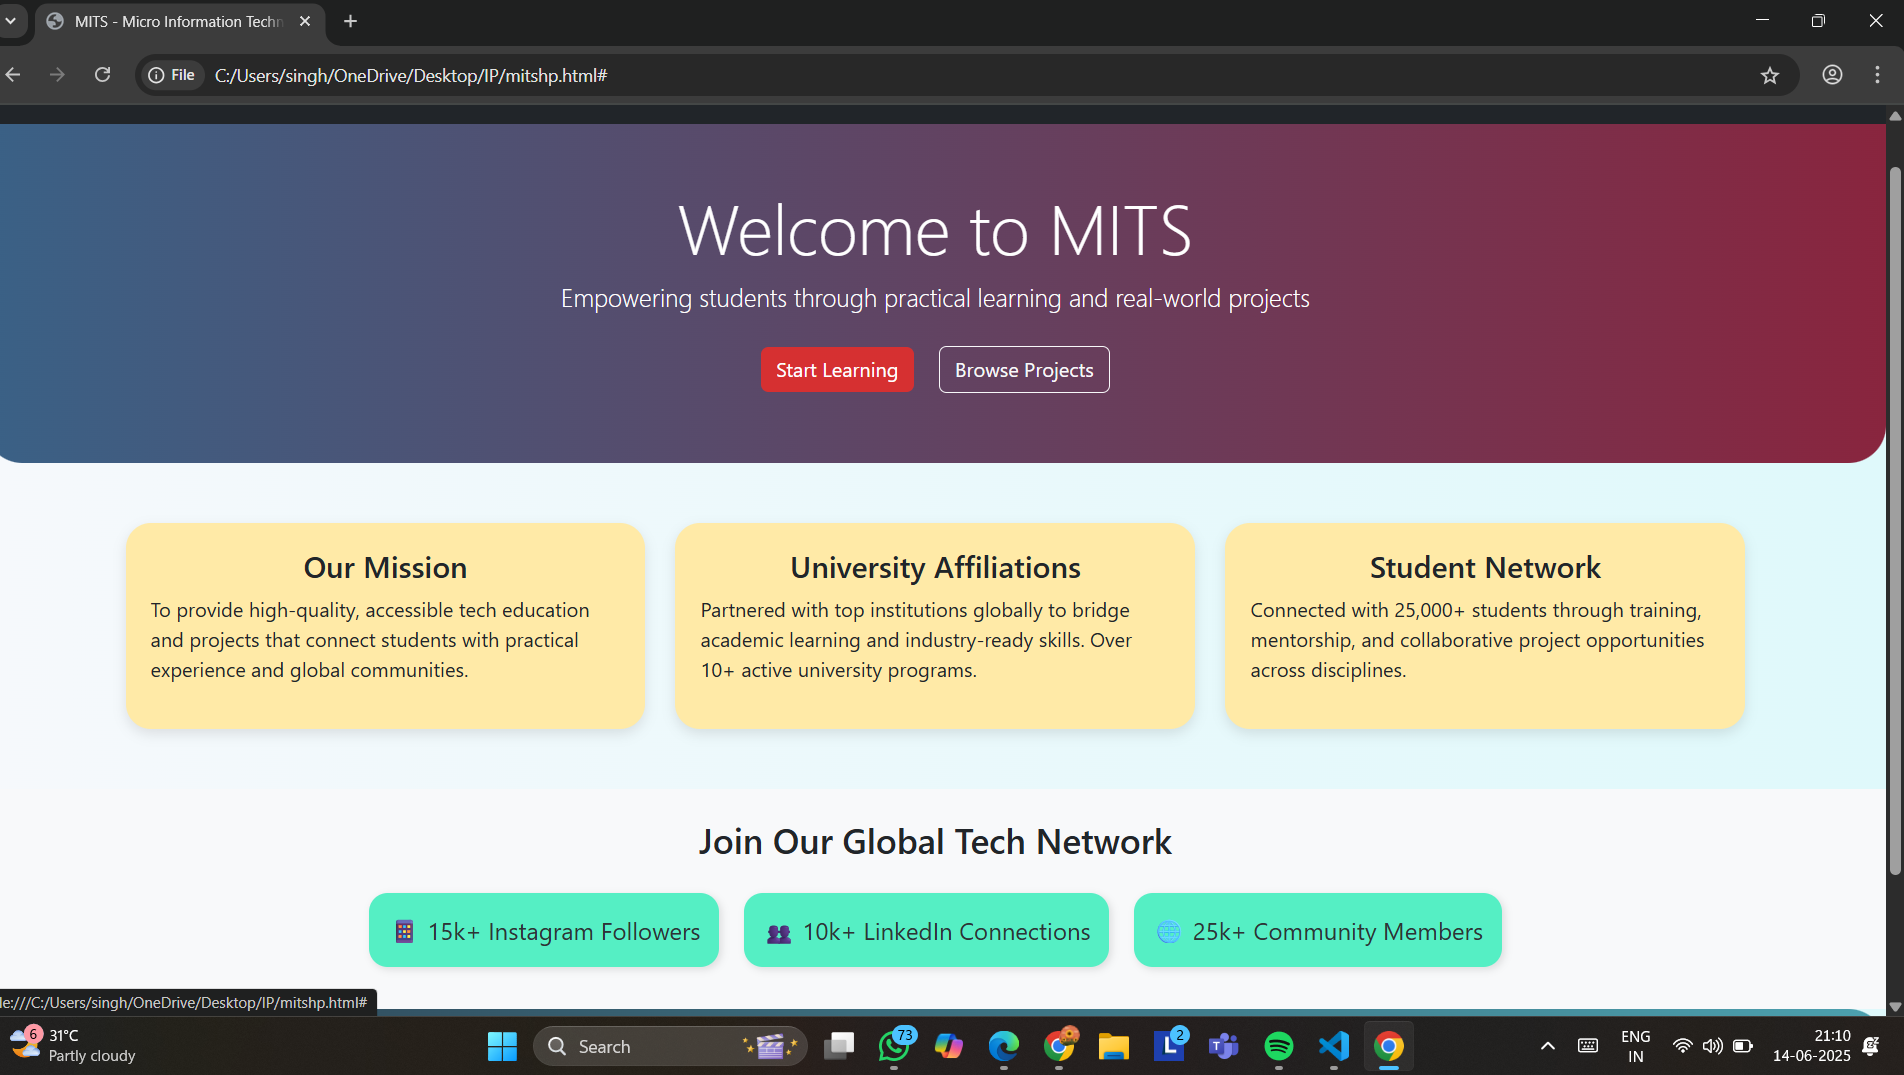 MITS - Micro Information Techn
File C:/Users/singh/OneDrive/Desktop/IP/mitshp.html#
Welcome to MITS
Empowering students through practical learning and real-world projects
Start Learning
Browse Projects
Our Mission
To provide high-quality, accessible tech education
and projects that connect students with practical
experience and global communities.
University Affiliations
Partnered with top institutions globally to bridge
academic learning and industry-ready skills. Over
10+ active university programs.
Student Network
Connected with 25,000+ students through training,
mentorship, and collaborative project opportunities
across disciplines.
Join Our Global Tech Network
15k+ Instagram Followers
10k+ LinkedIn Connections
25k+ Community Members
le:///C:/Users/singh/OneDrive/Desktop/IP/mitshp.html#
6
31°C
Partly cloudy
Search
73
L
2
T
ENG
IN
21:10
14-06-2025